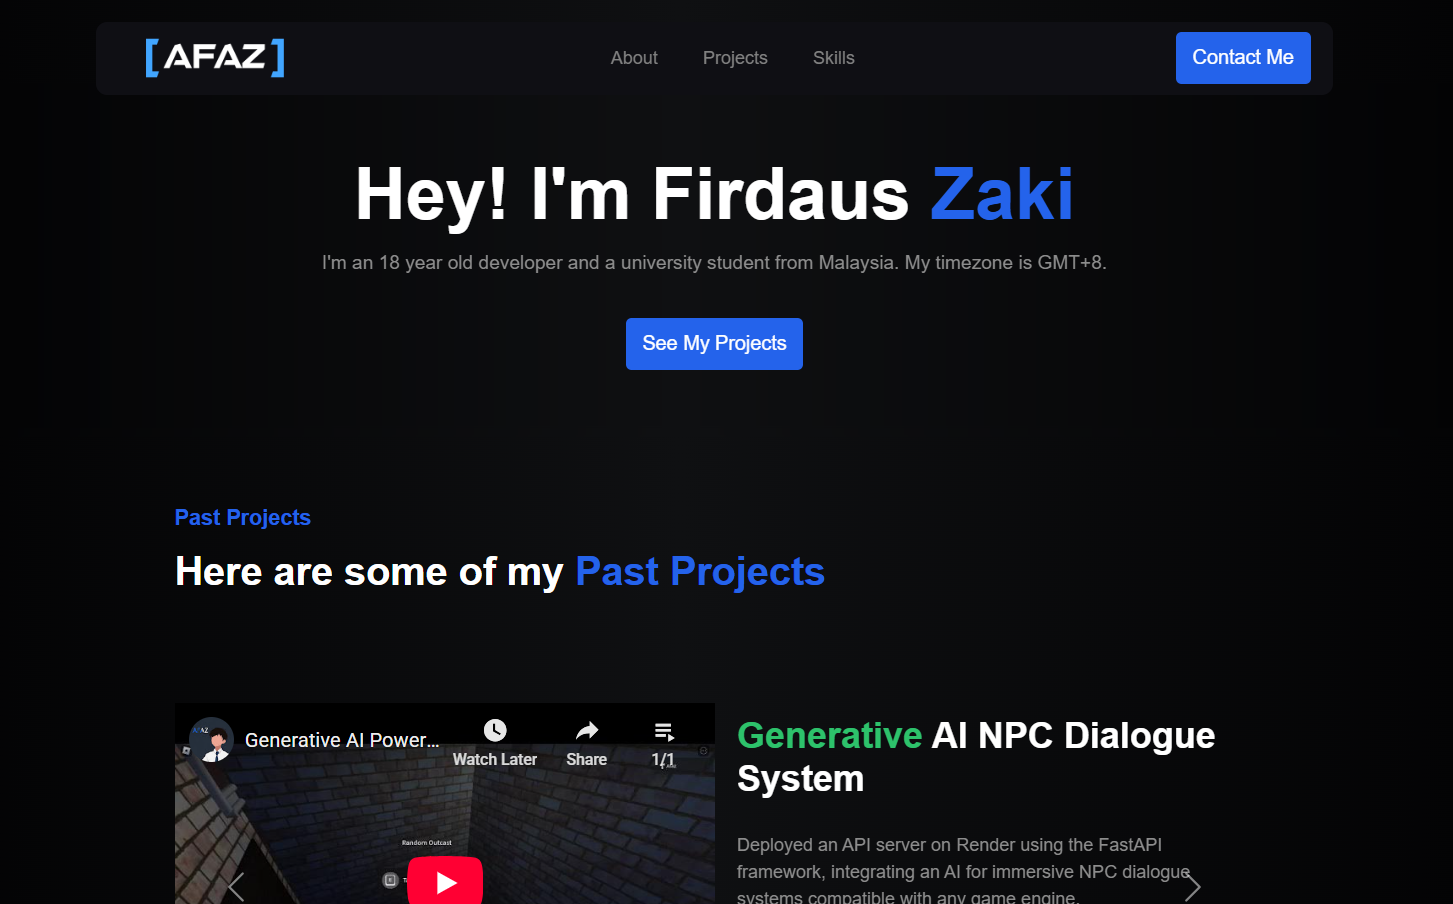 [AFAZ]
About
Projects
Skills
Contact Me
Hey! I'm Firdaus Zaki
I'm an 18 year old developer and a university student from Malaysia. My timezone is GMT+8.
See My Projects
Past Projects
Here are some of my Past Projects
Generative AI Power...
Watch Later
Share
1/1
Random Outcast
Generative AI NPC Dialogue
System
Deployed an API server on Render using the FastAPI
framework, integrating an AI for immersive NPC dialogue
systems compatible with any game engine.